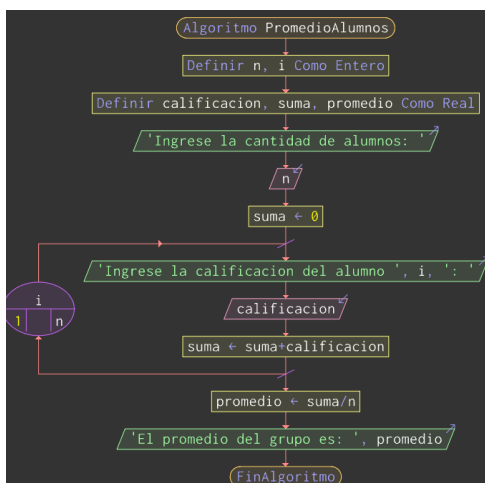 Algoritmo PromedioAlumnos
Definir n, i Como Entero
Definir calificacion, suma, promedio Como Real
'Ingrese la cantidad de alumnos: '
n
suma ← 0
'Ingrese la calificacion del alumno ', i, ': '
i
1 n
calificacion
suma ← suma+calificacion
promedio ← suma/n
'El promedio del grupo es: ', promedio
FinAlgoritmo